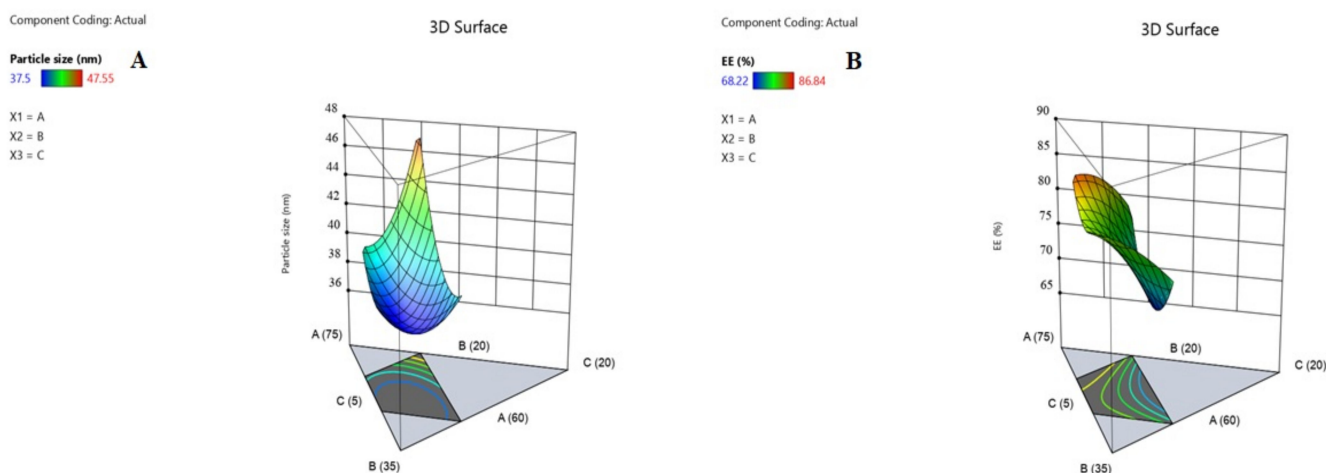 Component Coding: Actual
3D Surface
Particle size (nm)
A
37.5 47.55
X1 = A
X2 = B
X3 = C
48
46
44
42
40
38
36
Particle size (nm)
A (75)
B (20)
C (20)
C (5)
A (60)
B (35)
Component Coding: Actual
3D Surface
EE (%)
B
68.22 86.84
X1 = A
X2 = B
X3 = C
90
85
80
75
70
65
EE (%)
A (75)
B (20)
C (20)
C (5)
A (60)
B (35)